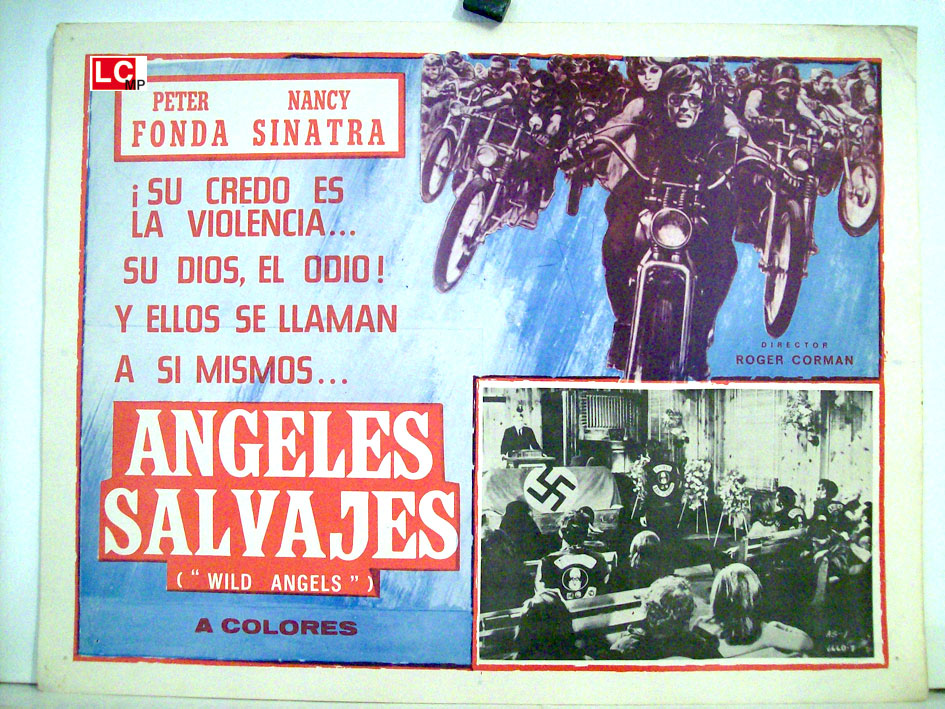 LC
MP
PETER NANCY
FONDA SINATRA
¡SU CREDO ES
LA VIOLENCIA...
SU DIOS, EL ODIO!
Y ELLOS SE LLAMAN
A SI MISMOS...
ANGELES
SALVAJES
("WILD ANGELS")
A COLORES
DIRECTOR
ROGER CORMAN